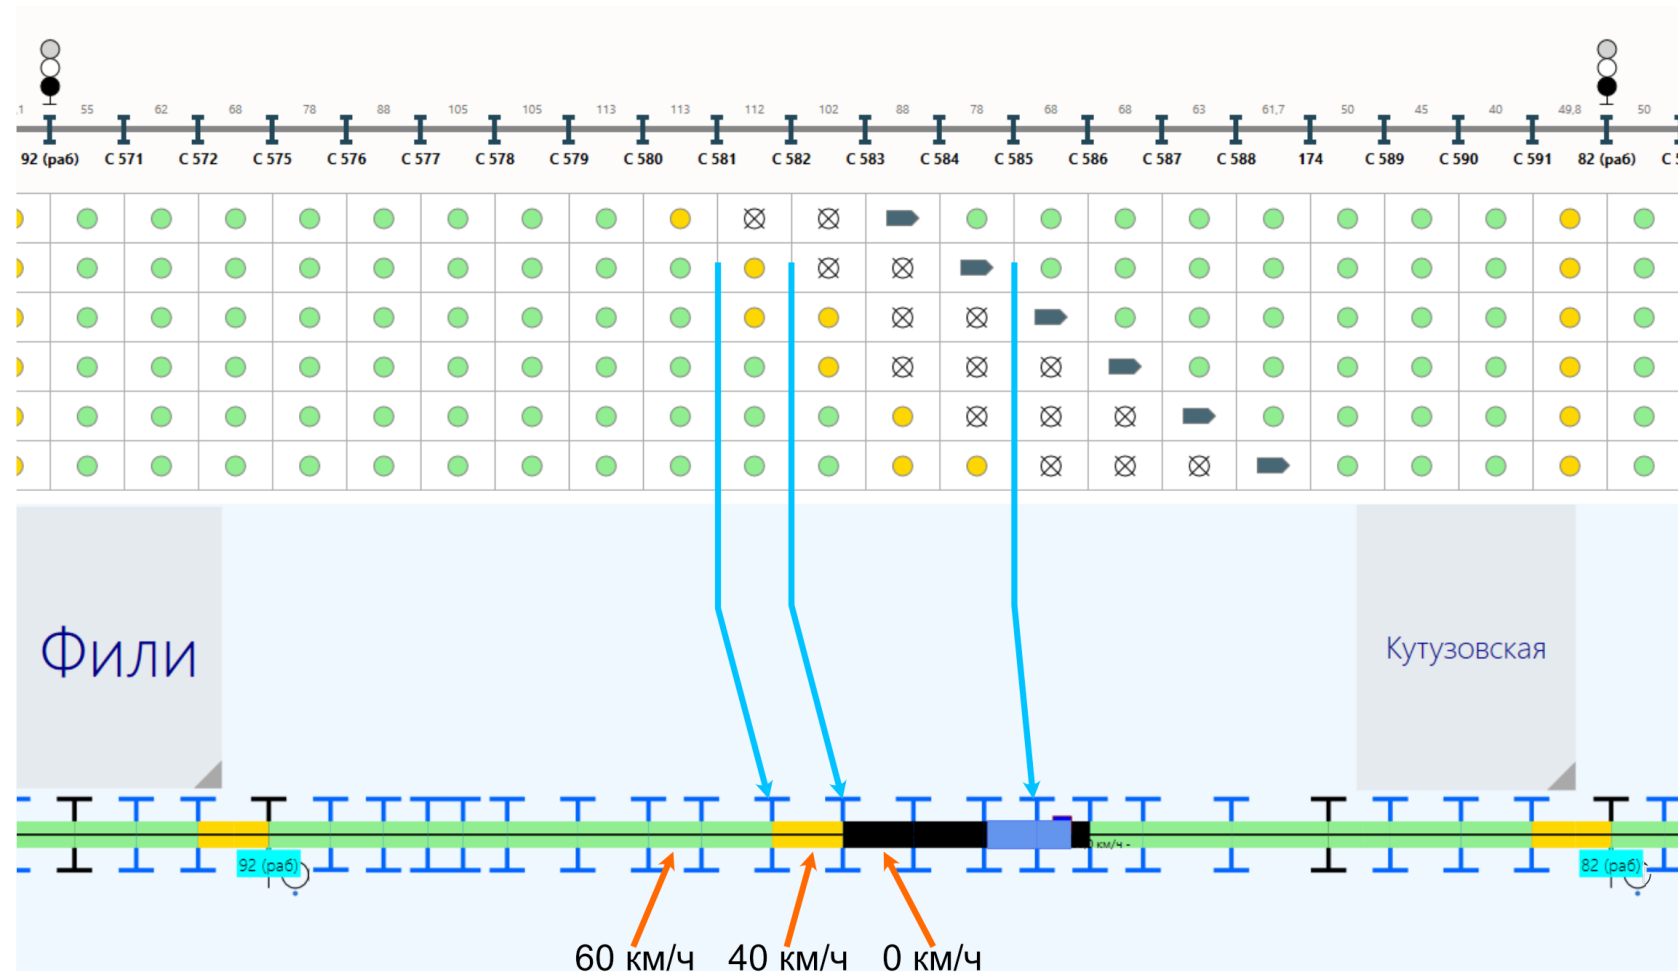 ,1 55 62 68 78 88 105 105 113 113 112 102 88 78 68 68 63 61,7 50 45 40 49,8 50
92 (раб) С 571 С 572 С 575 С 576 С 577 С 578 С 579 С 580 С 581 С 582 С 583 С 584 С 585 С 586 С 587 С 588 174 С 589 С 590 С 591 82 (раб)
Фили
Кутузовская
км/ч -
92 (раб)
82 (раб)
60 км/ч 40 км/ч 0 км/ч